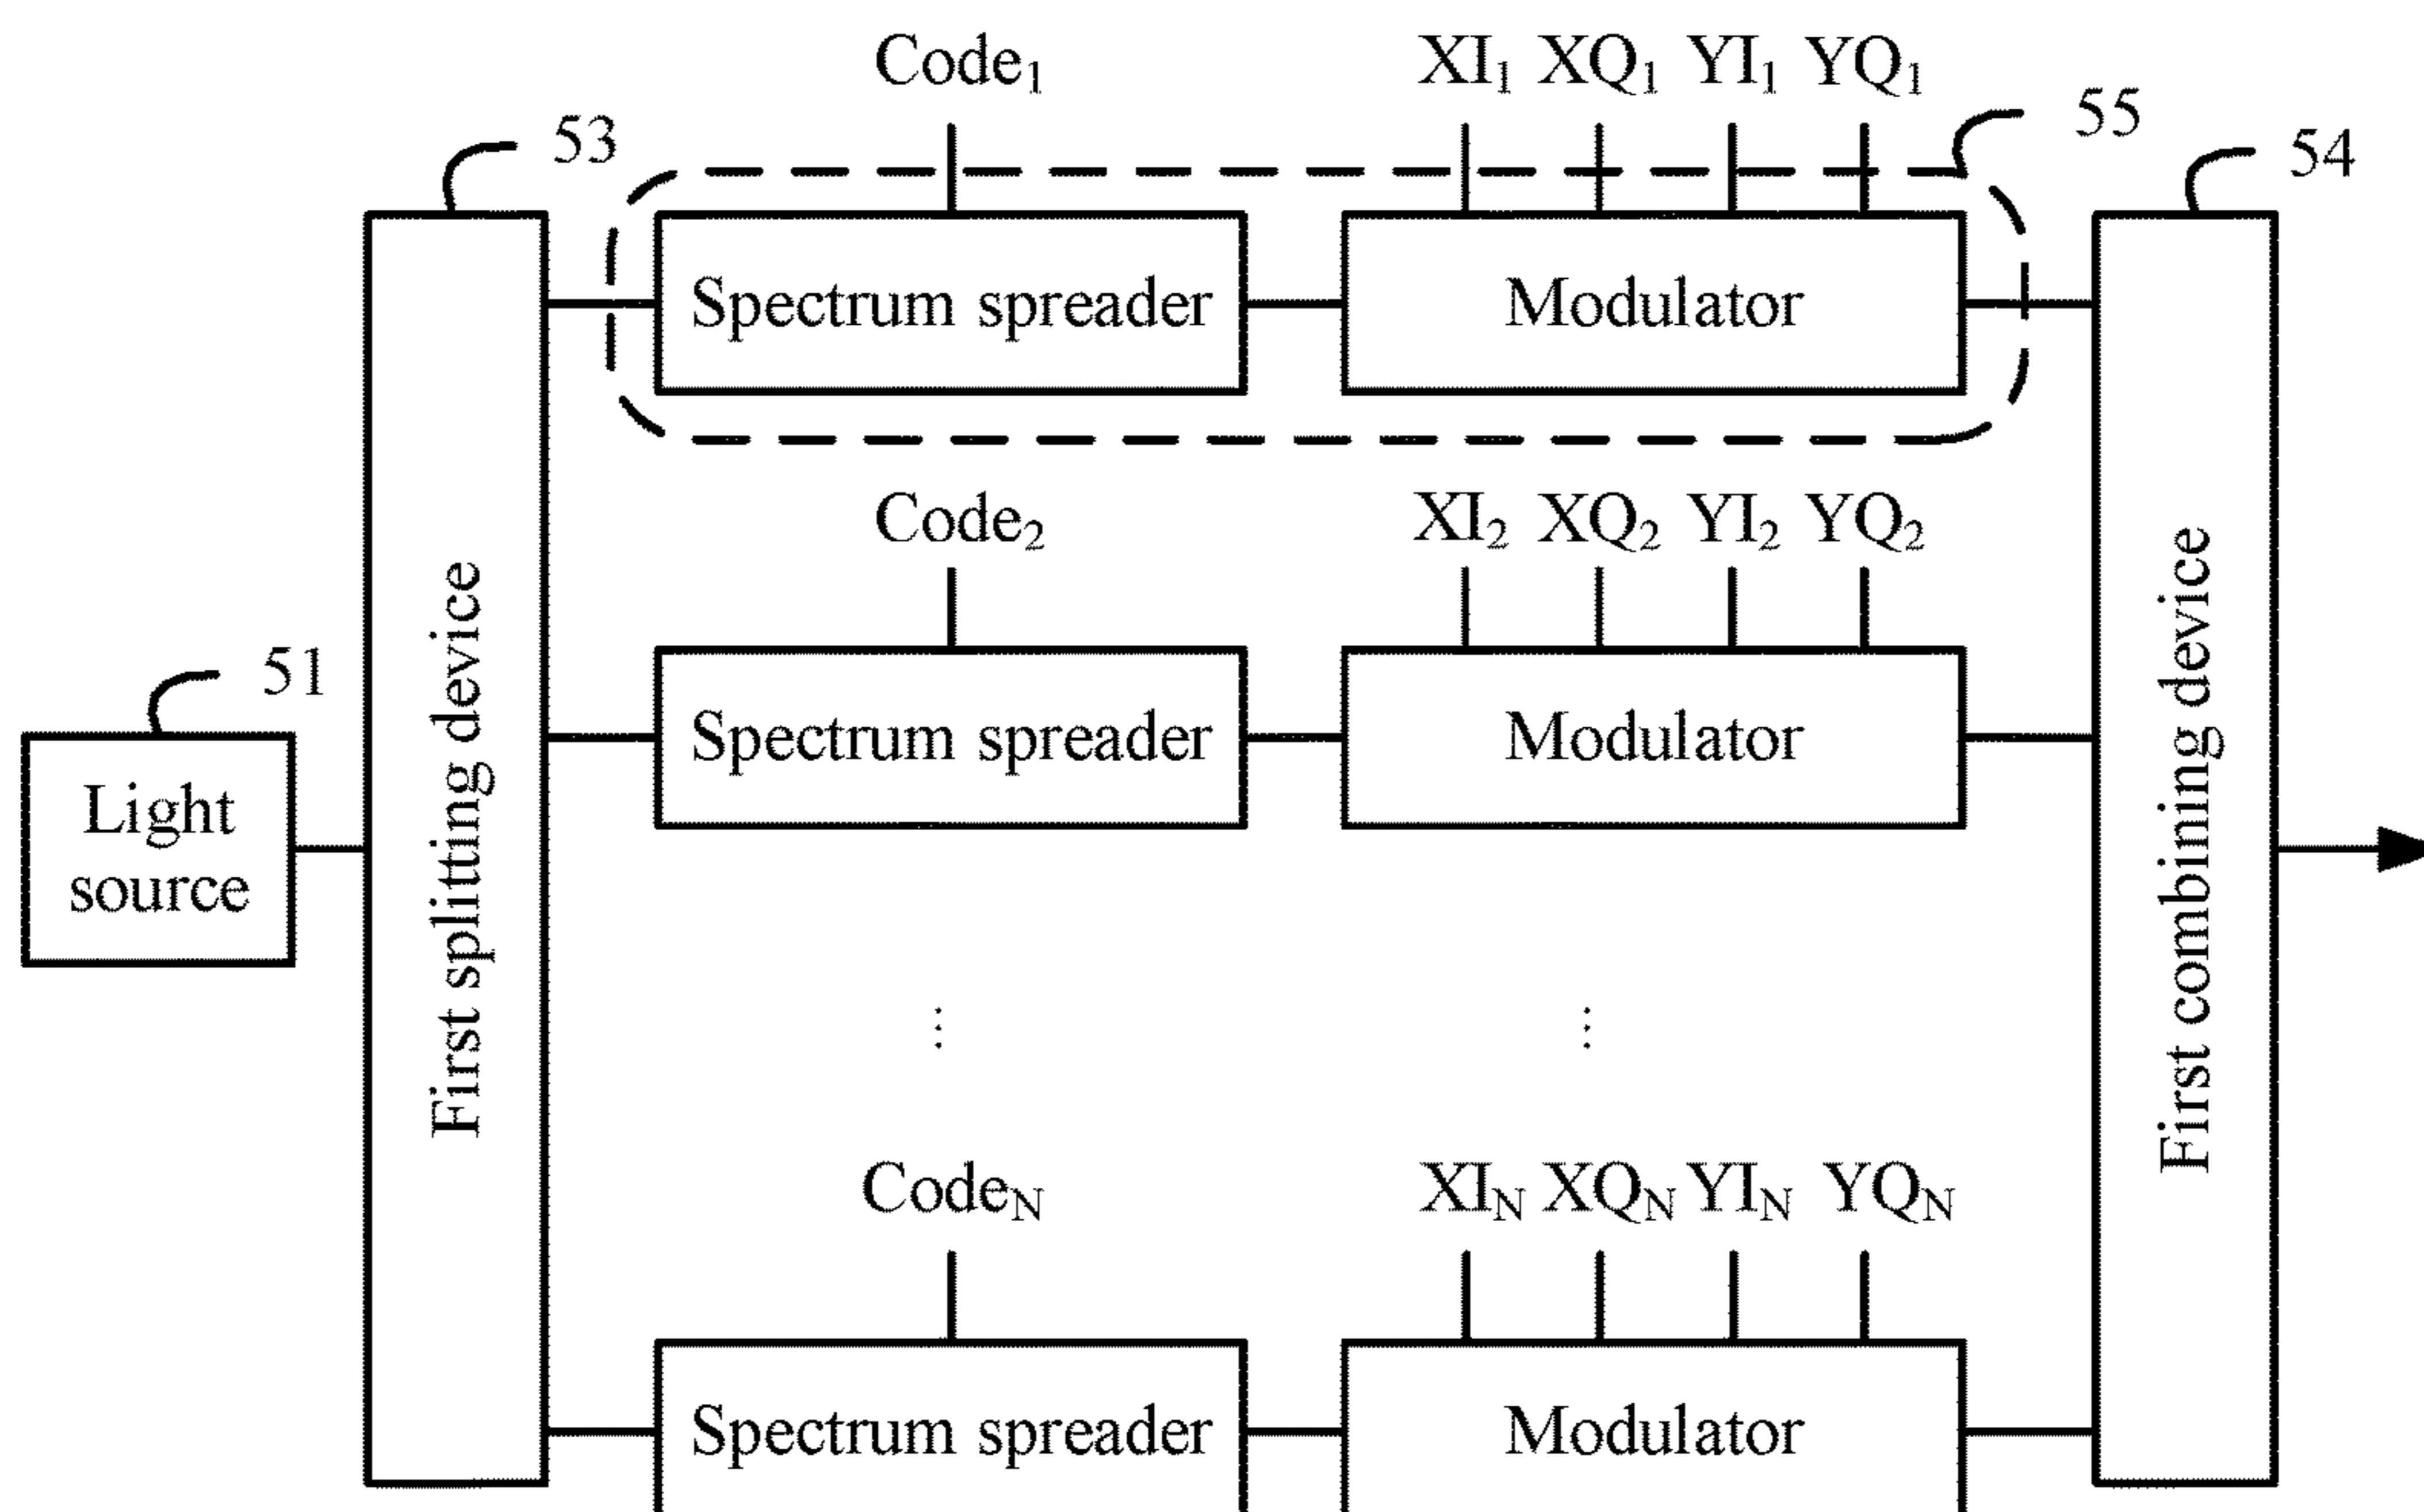 Code₁ XI₁ XQ₁ YI₁ YQ₁
53
55
54
Spectrum spreader
Modulator
Code₂ XI₂ XQ₂ YI₂ YQ₂
51
Spectrum spreader
Modulator
Light
source
First splitting device
First combining device
⋮ ⋮
Code_N XI_N XQ_N YI_N YQ_N
Spectrum spreader
Modulator